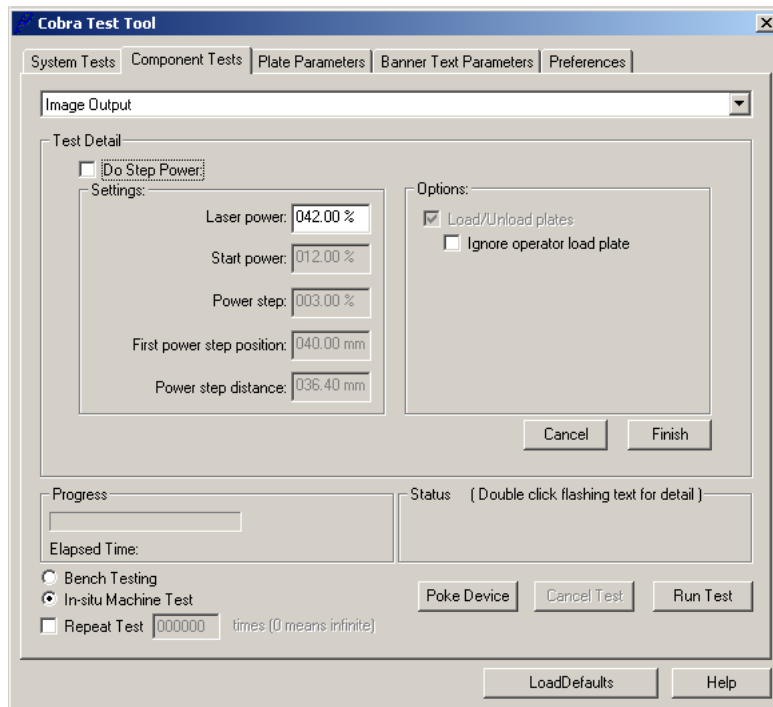 Cobra Test Tool
System Tests Component Tests Plate Parameters Banner Text Parameters Preferences
Image Output
Test Detail
Do Step Power:
Settings:
Laser power: 042.00 %
Start power: 012.00 %
Power step: 003.00 %
First power step position: 040.00 mm
Power step distance: 036.40 mm
Options:
Load/Unload plates
Ignore operator load plate
Cancel Finish
Progress
Elapsed Time:
Status ( Double click flashing text for detail )
Bench Testing
In-situ Machine Test
Repeat Test 000000 times (0 means infinite)
Poke Device Cancel Test Run Test
LoadDefaults Help